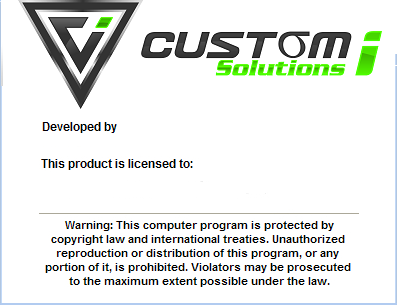 CUSTOM i
Solutions
Developed by
This product is licensed to:
Warning: This computer program is protected by
copyright law and international treaties. Unauthorized
reproduction or distribution of this program, or any
portion of it, is prohibited. Violators may be prosecuted
to the maximum extent possible under the law.